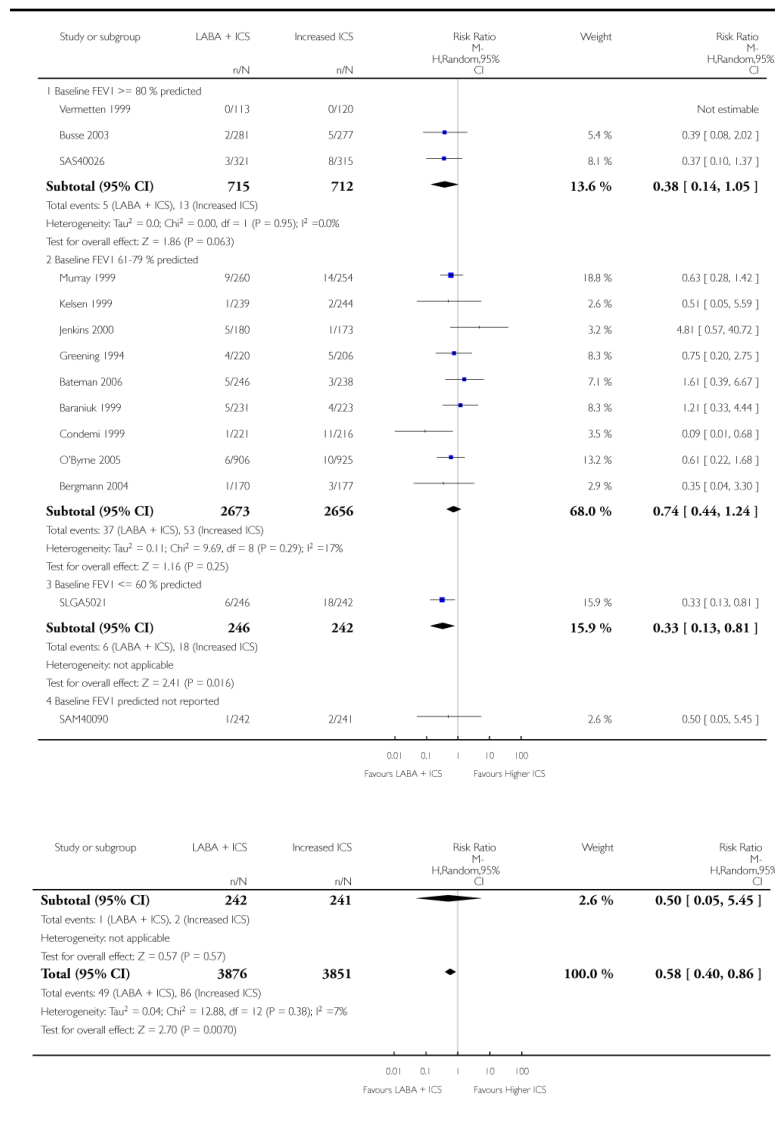 Study or subgroup LABA + ICS Increased ICS Risk Ratio Weight Risk Ratio
M- M-
H,Random,95% H,Random,95%
n/N n/N CI CI
1 Baseline FEV1 >= 80 % predicted
Vermetten 1999 0/113 0/120 Not estimable
Busse 2003 2/281 5/277 5.4 % 0.39 [ 0.08, 2.02 ]
SAS40026 3/321 8/315 8.1 % 0.37 [ 0.10, 1.37 ]
Subtotal (95% CI) 715 712 13.6 % 0.38 [ 0.14, 1.05 ]
Total events: 5 (LABA + ICS), 13 (Increased ICS)
Heterogeneity: Tau² = 0.0; Chi² = 0.00, df = 1 (P = 0.95); I² =0.0%
Test for overall effect: Z = 1.86 (P = 0.063)
2 Baseline FEV1 61-79 % predicted
Murray 1999 9/260 14/254 18.8 % 0.63 [ 0.28, 1.42 ]
Kelsen 1999 1/239 2/244 2.6 % 0.51 [ 0.05, 5.59 ]
Jenkins 2000 5/180 1/173 3.2 % 4.81 [ 0.57, 40.72 ]
Greening 1994 4/220 5/206 8.3 % 0.75 [ 0.20, 2.75 ]
Bateman 2006 5/246 3/238 7.1 % 1.61 [ 0.39, 6.67 ]
Baraniuk 1999 5/231 4/223 8.3 % 1.21 [ 0.33, 4.44 ]
Condemi 1999 1/221 11/216 3.5 % 0.09 [ 0.01, 0.68 ]
O'Byrne 2005 6/906 10/925 13.2 % 0.61 [ 0.22, 1.68 ]
Bergmann 2004 1/170 3/177 2.9 % 0.35 [ 0.04, 3.30 ]
Subtotal (95% CI) 2673 2656 68.0 % 0.74 [ 0.44, 1.24 ]
Total events: 37 (LABA + ICS), 53 (Increased ICS)
Heterogeneity: Tau² = 0.11; Chi² = 9.69, df = 8 (P = 0.29); I² =17%
Test for overall effect: Z = 1.16 (P = 0.25)
3 Baseline FEV1 <= 60 % predicted
SLGA5021 6/246 18/242 15.9 % 0.33 [ 0.13, 0.81 ]
Subtotal (95% CI) 246 242 15.9 % 0.33 [ 0.13, 0.81 ]
Total events: 6 (LABA + ICS), 18 (Increased ICS)
Heterogeneity: not applicable
Test for overall effect: Z = 2.41 (P = 0.016)
4 Baseline FEV1 predicted not reported
SAM40090 1/242 2/241 2.6 % 0.50 [ 0.05, 5.45 ]
0.01 0.1 1 10 100
Favours LABA + ICS Favours Higher ICS
Study or subgroup LABA + ICS Increased ICS Risk Ratio Weight Risk Ratio
M- M-
H,Random,95% H,Random,95%
n/N n/N CI CI
Subtotal (95% CI) 242 241 2.6 % 0.50 [ 0.05, 5.45 ]
Total events: 1 (LABA + ICS), 2 (Increased ICS)
Heterogeneity: not applicable
Test for overall effect: Z = 0.57 (P = 0.57)
Total (95% CI) 3876 3851 100.0 % 0.58 [ 0.40, 0.86 ]
Total events: 49 (LABA + ICS), 86 (Increased ICS)
Heterogeneity: Tau² = 0.04; Chi² = 12.88, df = 12 (P = 0.38); I² =7%
Test for overall effect: Z = 2.70 (P = 0.0070)
0.01 0.1 1 10 100
Favours LABA + ICS Favours Higher ICS